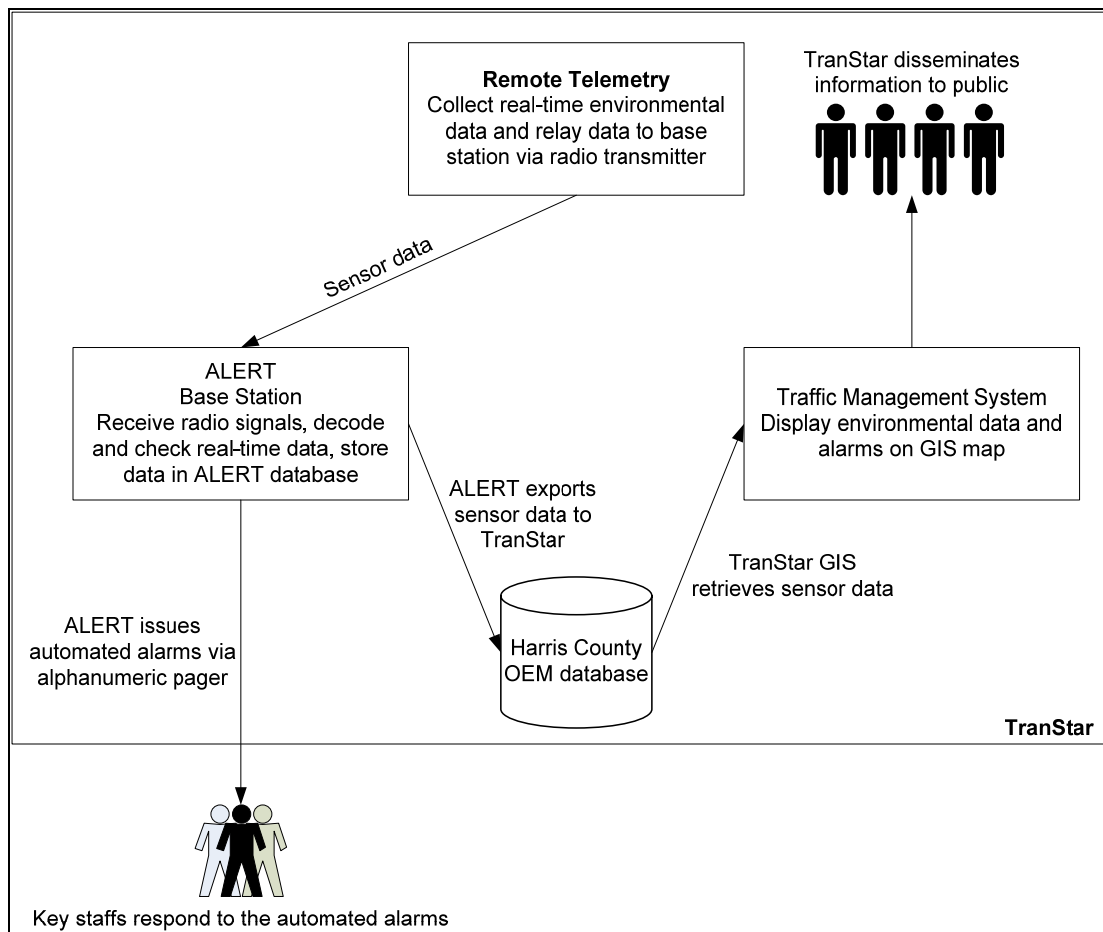 Remote Telemetry
Collect real-time environmental
data and relay data to base
station via radio transmitter
TranStar disseminates
information to public
Sensor data
ALERT
Base Station
Receive radio signals, decode
and check real-time data, store
data in ALERT database
Traffic Management System
Display environmental data and
alarms on GIS map
ALERT exports
sensor data to
TranStar
TranStar GIS
retrieves sensor data
ALERT issues
automated alarms via
alphanumeric pager
Harris County
OEM database
TranStar
Key staffs respond to the automated alarms